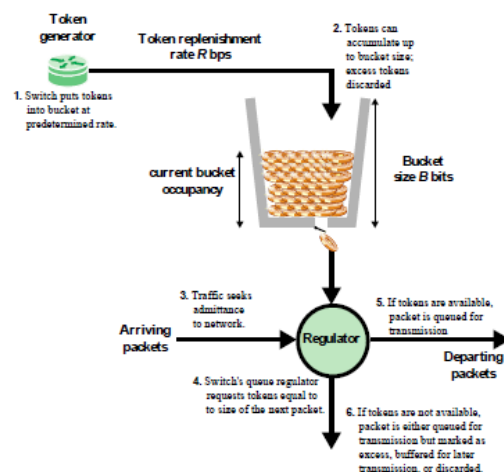 Token
generator
Token replenishment
rate R bps
2. Tokens can
accumulate up
to bucket size;
excess tokens
discarded
1. Switch puts tokens
into bucket at
predetermined rate.
current bucket
occupancy
Bucket
size B bits
3. Traffic seeks
admittance
to network.
Arriving
packets
Regulator
5. If tokens are available,
packet is queued for
transmission
Departing
packets
4. Switch's queue regulator
requests tokens equal to
to size of the next packet.
6. If tokens are not available,
packet is either queued for
transmission but marked as
excess, buffered for later
transmission, or discarded.